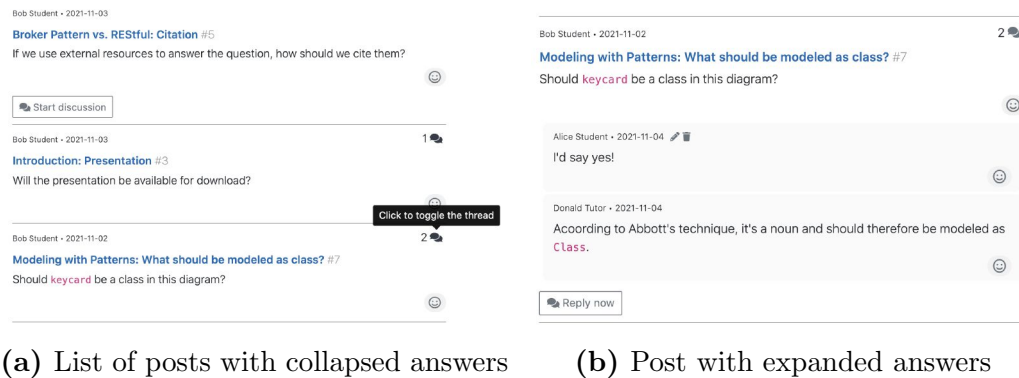 Bob Student • 2021-11-03
Broker Pattern vs. REStful: Citation #5
If we use external resources to answer the question, how should we cite them?
Start discussion
Bob Student • 2021-11-03 1
Introduction: Presentation #3
Will the presentation be available for download?
Click to toggle the thread
Bob Student • 2021-11-02 2
Modeling with Patterns: What should be modeled as class? #7
Should keycard be a class in this diagram?
(a) List of posts with collapsed answers
Bob Student • 2021-11-02 2
Modeling with Patterns: What should be modeled as class? #7
Should keycard be a class in this diagram?
Alice Student • 2021-11-04
I'd say yes!
Donald Tutor • 2021-11-04
Acoording to Abbott's technique, it's a noun and should therefore be modeled as
Class.
Reply now
(b) Post with expanded answers